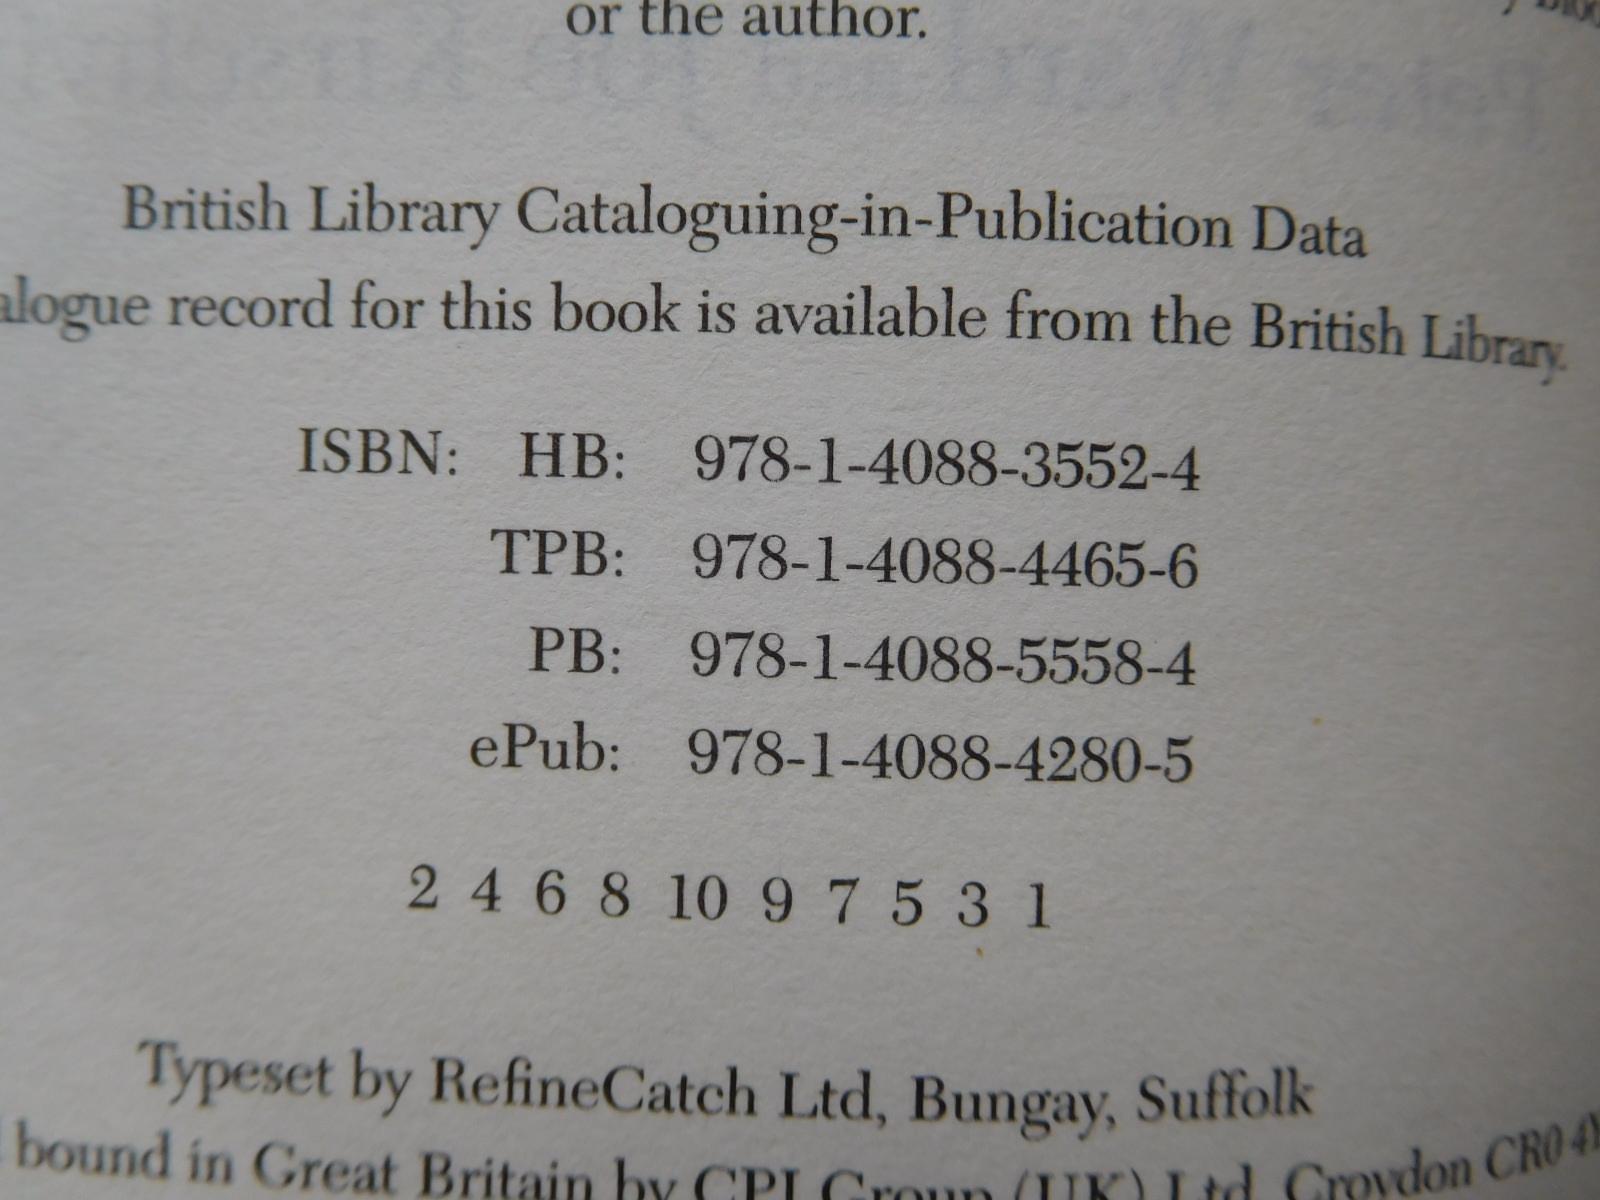 or the author.
British Library Cataloguing-in-Publication Data
alogue record for this book is available from the British Library.
ISBN: HB: 978-1-4088-3552-4
TPB: 978-1-4088-4465-6
PB: 978-1-4088-5558-4
ePub: 978-1-4088-4280-5
2 4 6 8 10 9 7 5 3 1
Typeset by RefineCatch Ltd, Bungay, Suffolk
bound in Great Britain by CPI Group (UK) Ltd, Croydon CR0 4Y